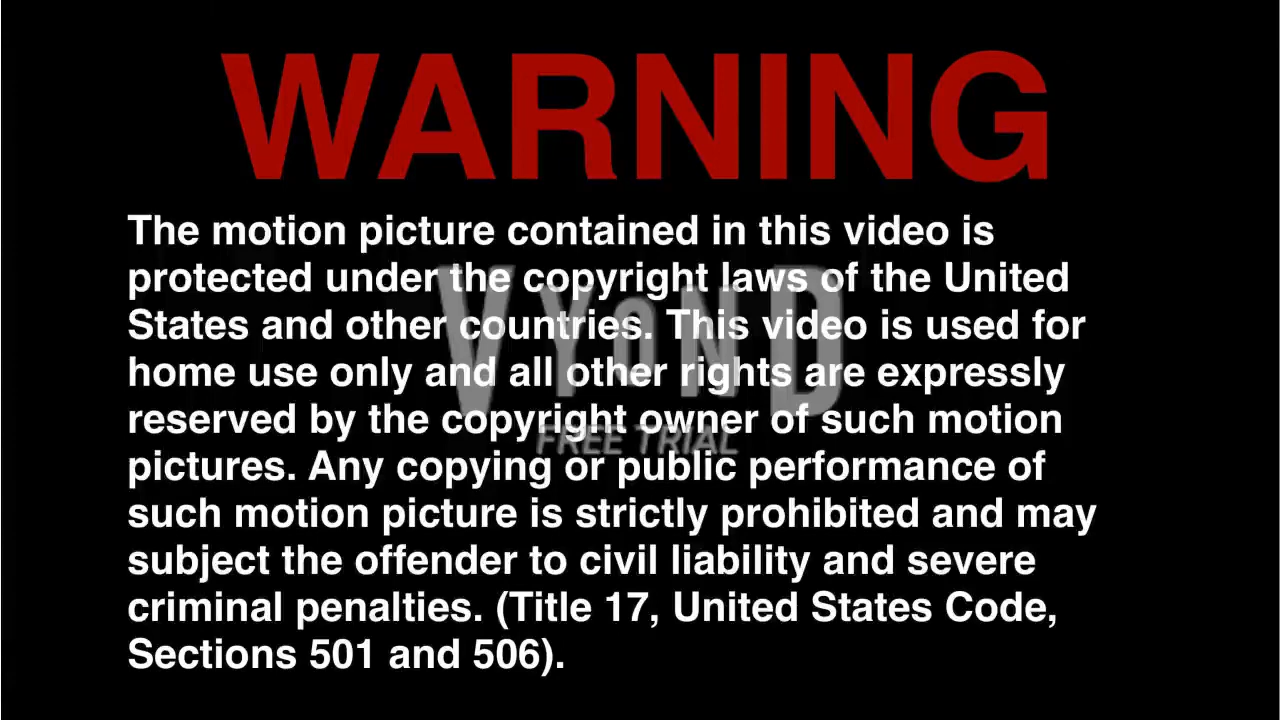 WARNING
The motion picture contained in this video is
protected under the copyright laws of the United
States and other countries. This video is used for
home use only and all other rights are expressly
reserved by the copyright owner of such motion
pictures. Any copying or public performance of
such motion picture is strictly prohibited and may
subject the offender to civil liability and severe
criminal penalties. (Title 17, United States Code,
Sections 501 and 506).
VYOND
FREE TRIAL